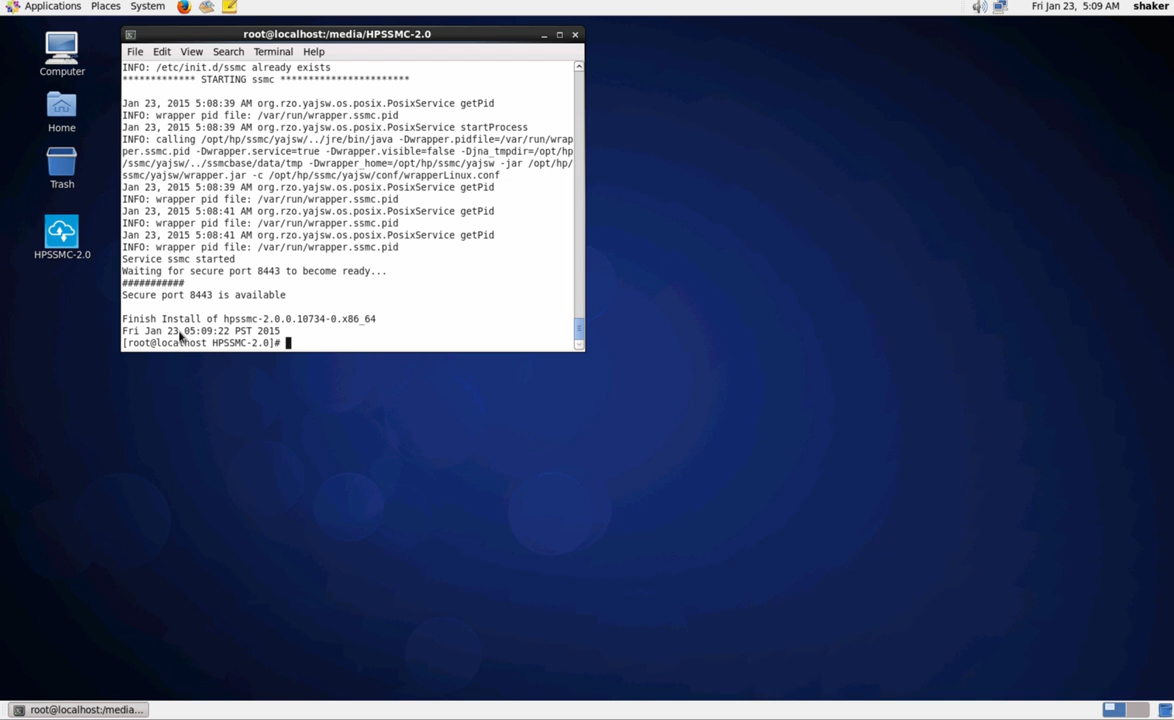 Applications Places System
Fri Jan 23, 5:09 AM shaker
Computer
Home
Trash
HPSSMC-2.0
root@localhost:/media/HPSSMC-2.0
File Edit View Search Terminal Help
INFO: /etc/init.d/ssmc already exists
************* STARTING ssmc ***********************
Jan 23, 2015 5:08:39 AM org.rzo.yajsw.os.posix.PosixService getPid
INFO: wrapper pid file: /var/run/wrapper.ssmc.pid
Jan 23, 2015 5:08:39 AM org.rzo.yajsw.os.posix.PosixService startProcess
INFO: calling /opt/hp/ssmc/yajsw/../jre/bin/java -Dwrapper.pidfile=/var/run/wrap
per.ssmc.pid -Dwrapper.service=true -Dwrapper.visible=false -Djna_tmpdir=/opt/hp
/ssmc/yajsw/../ssmcbase/data/tmp -Dwrapper_home=/opt/hp/ssmc/yajsw -jar /opt/hp/
ssmc/yajsw/wrapper.jar -c /opt/hp/ssmc/yajsw/conf/wrapperLinux.conf
Jan 23, 2015 5:08:39 AM org.rzo.yajsw.os.posix.PosixService getPid
INFO: wrapper pid file: /var/run/wrapper.ssmc.pid
Jan 23, 2015 5:08:41 AM org.rzo.yajsw.os.posix.PosixService getPid
INFO: wrapper pid file: /var/run/wrapper.ssmc.pid
Jan 23, 2015 5:08:41 AM org.rzo.yajsw.os.posix.PosixService getPid
INFO: wrapper pid file: /var/run/wrapper.ssmc.pid
Service ssmc started
Waiting for secure port 8443 to become ready...
###########
Secure port 8443 is available
Finish Install of hpssmc-2.0.0.10734-0.x86_64
Fri Jan 23 05:09:22 PST 2015
[root@localhost HPSSMC-2.0]#
root@localhost:/media...